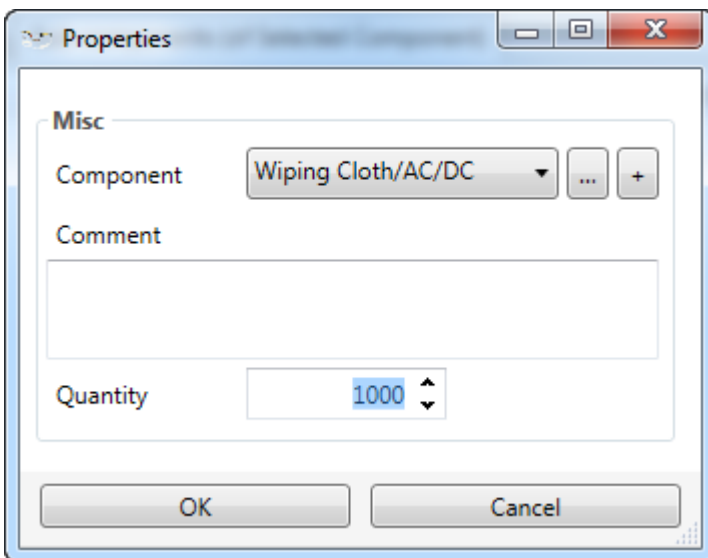 Properties
Misc
Component Wiping Cloth/AC/DC ... +
Comment
Quantity 1000
OK Cancel